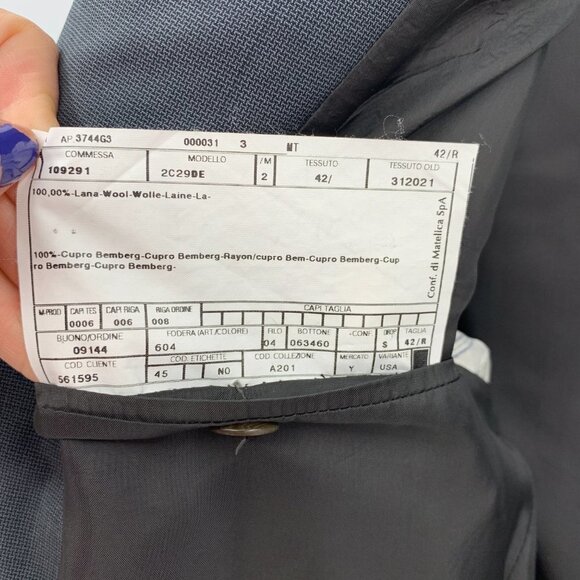 AP 3744G3 000031 3 MT 42/R
COMMESSA MODELLO /M TESSUTO TESSUTO OLD
109291 2C29DE 2 42/ 312021
100,00%-Lana-Wool-Wolle-Laine-La-
100%-Cupro Bemberg-Cupro Bemberg-Rayon/cupro Bem-Cupro Bemberg-Cup
ro Bemberg-Cupro Bemberg-
Conf. di Matelica SpA
M.PROD CAPI TES CAPI RIGA RIGA ORDINE CAPI TAGLIA
0006 006 008
BUONO/ORDINE FODERA (ART/COLORE) FILO BOTTONE +CONF DROP TAGLIA
09144 604 04 063460 S 42/R
COD. CLIENTE COD. ETICHETTE COD COLLEZIONE MERCATO VARIANTE
561595 45 NO A201 Y USA